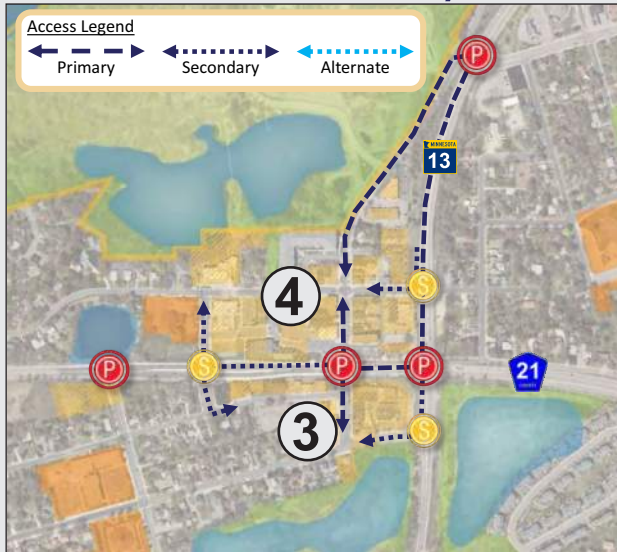 Access Legend
Primary Secondary Alternate
P
MINNESOTA
13
S
4
P S P P
21
3
S